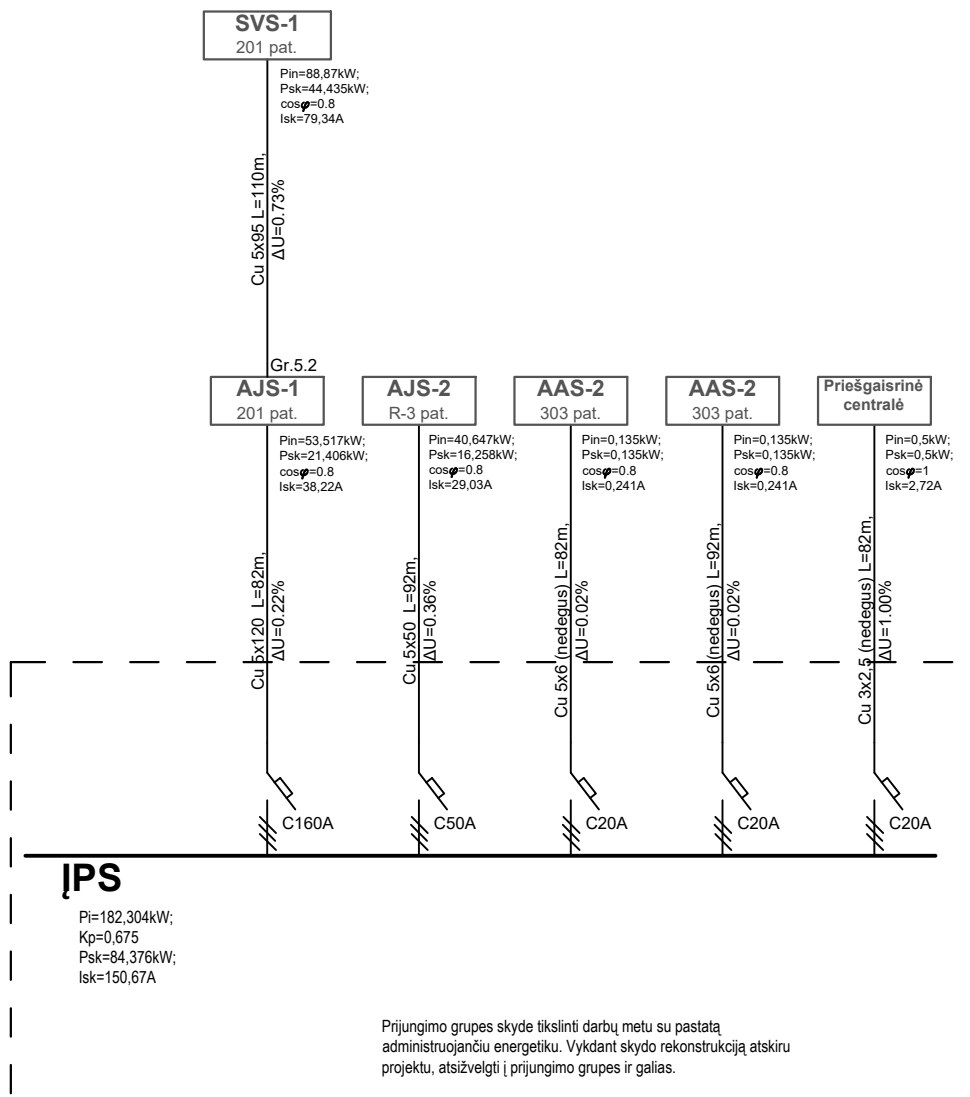 SVS-1
201 pat.
Pin=88,87kW;
Psk=44,435kW;
cosφ=0.8
Isk=79,34A
Cu 5x95 L=110m,
ΔU=0.73%
Gr.5.2
AJS-1
201 pat.
Pin=53,517kW;
Psk=21,406kW;
cosφ=0.8
Isk=38,22A
Cu 5x120 L=82m,
ΔU=0.22%
C160A
AJS-2
R-3 pat.
Pin=40,647kW;
Psk=16,258kW;
cosφ=0.8
Isk=29,03A
Cu 5x50 L=92m,
ΔU=0.36%
C50A
AAS-2
303 pat.
Pin=0,135kW;
Psk=0,135kW;
cosφ=0.8
Isk=0,241A
Cu 5x6 (nedegus) L=82m,
ΔU=0.02%
C20A
AAS-2
303 pat.
Pin=0,135kW;
Psk=0,135kW;
cosφ=0.8
Isk=0,241A
Cu 5x6 (nedegus) L=92m,
ΔU=0.02%
C20A
Priešgaisrinė
centralė
Pin=0,5kW;
Psk=0,5kW;
cosφ=1
Isk=2,72A
Cu 3x2,5 (nedegus) L=82m,
ΔU=1.00%
C20A
ĮPS
Pi=182,304kW;
Kp=0,675
Psk=84,376kW;
Isk=150,67A
Prijungimo grupes skyde tikslinti darbų metu su pastatą
administruojančiu energetiku. Vykdant skydo rekonstrukciją atskiru
projektu, atsižvelgti į prijungimo grupes ir galias.